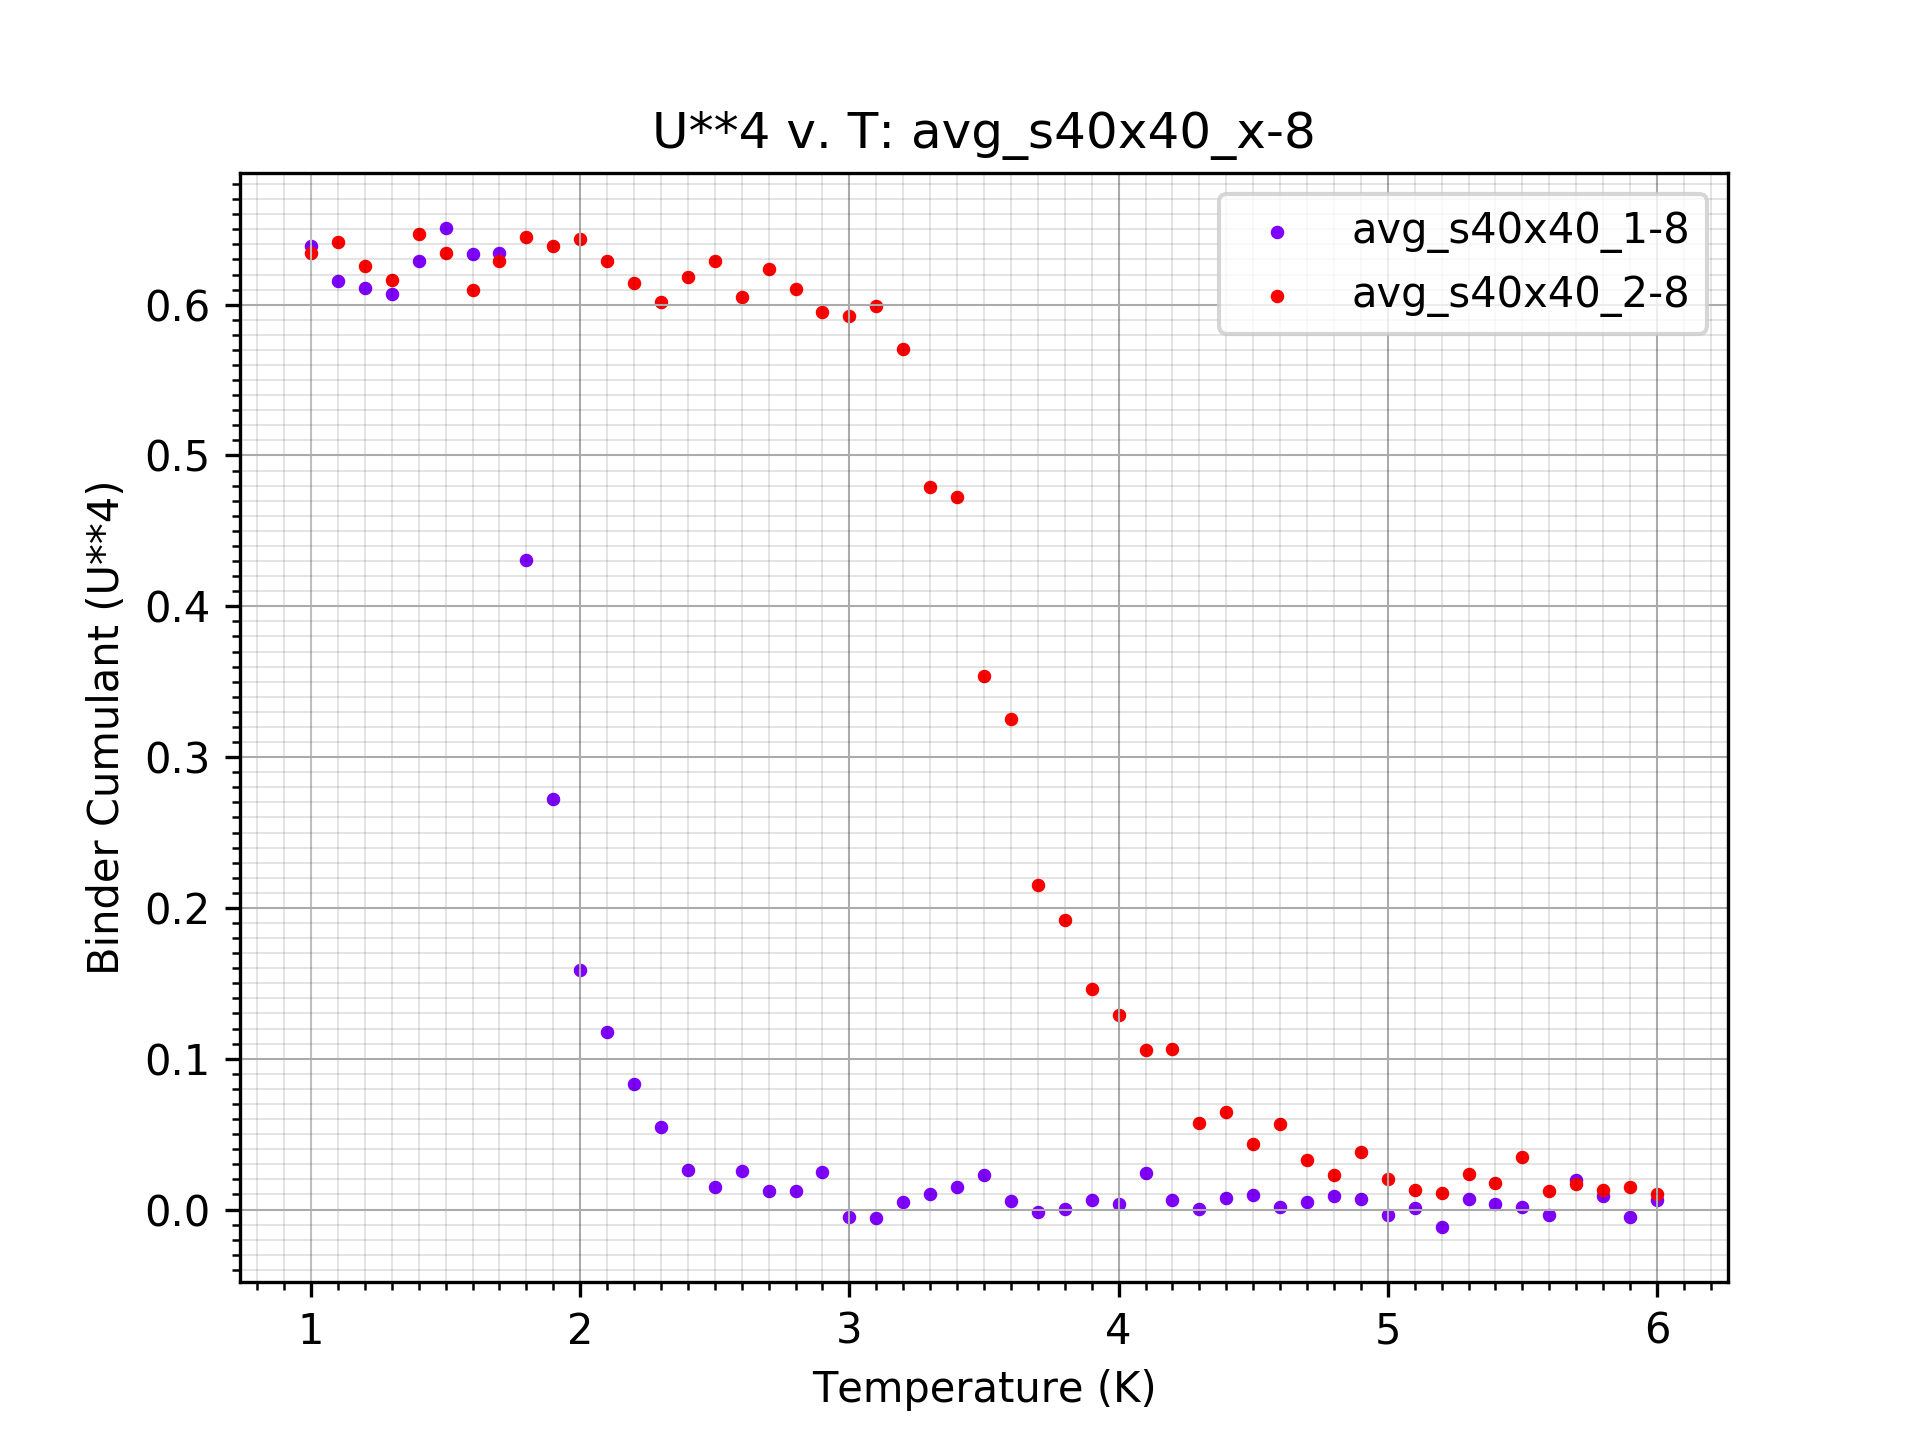 U**4 v. T: avg_s40x40_x-8
avg_s40x40_1-8
avg_s40x40_2-8
Binder Cumulant (U**4)
0.6
0.5
0.4
0.3
0.2
0.1
0.0
1 2 3 4 5 6
Temperature (K)